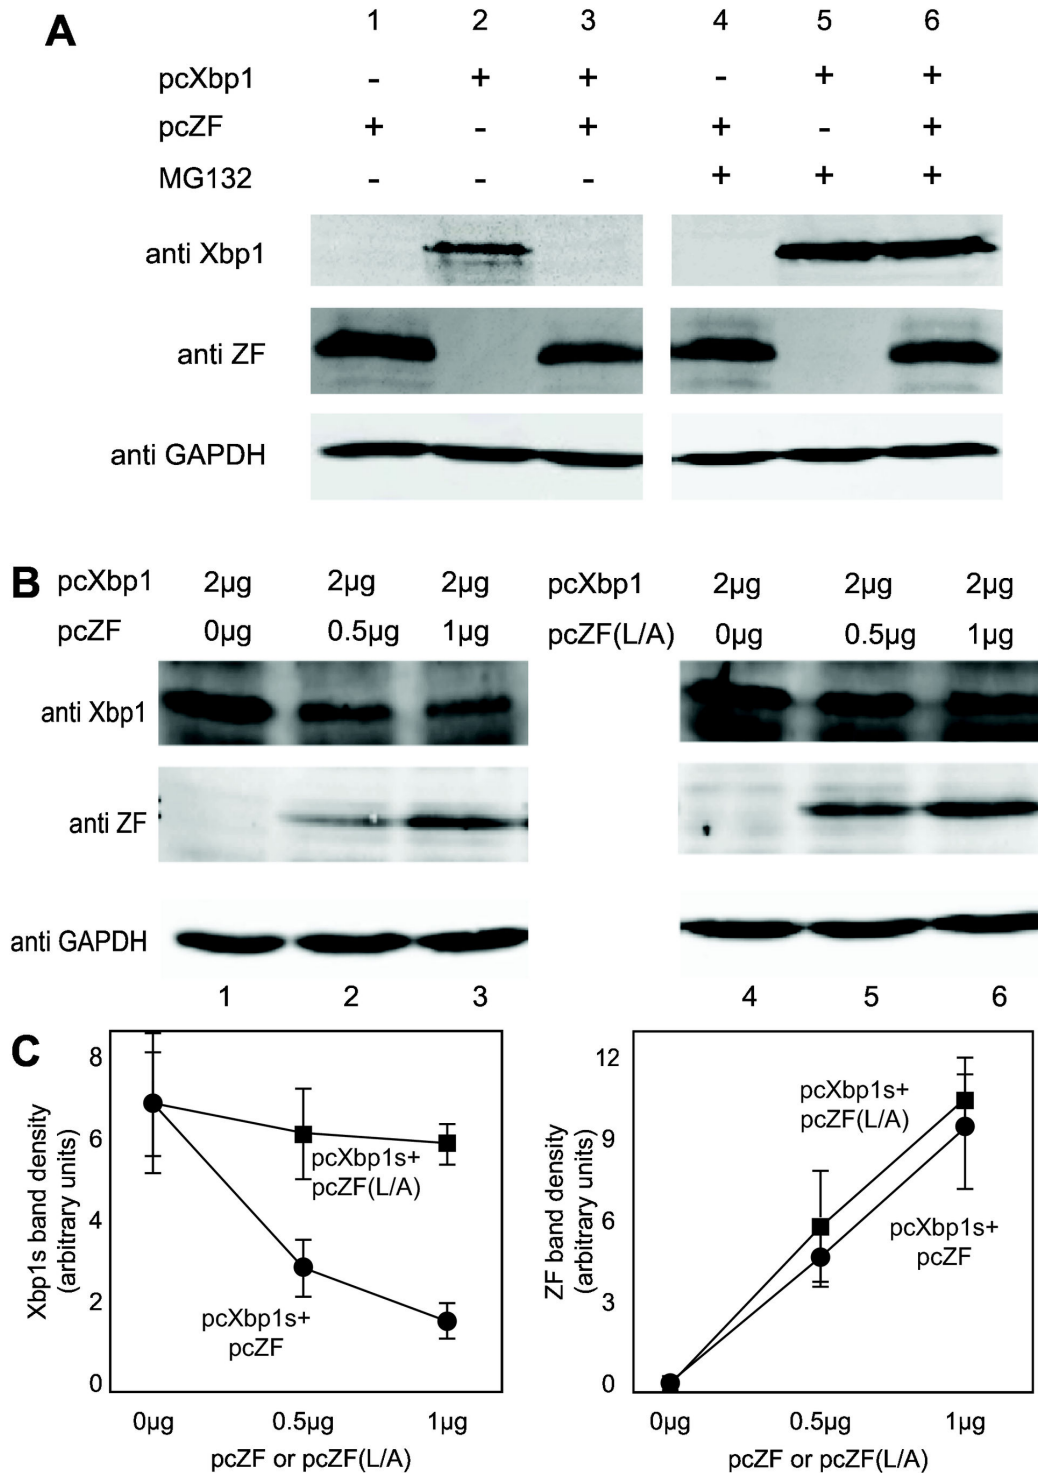 A
1 2 3 4 5 6
pcXbp1 - + + - + +
pcZF + - + + - +
MG132 - - - + + +
anti Xbp1
anti ZF
anti GAPDH
B
pcXbp1 2µg 2µg 2µg pcXbp1 2µg 2µg 2µg
pcZF 0µg 0.5µg 1µg pcZF(L/A) 0µg 0.5µg 1µg
anti Xbp1
anti ZF
anti GAPDH
1 2 3 4 5 6
C
Xbp1s band density
(arbitrary units)
8
6
4
2
0
pcXbp1s+
pcZF(L/A)
pcXbp1s+
pcZF
0µg 0.5µg 1µg
pcZF or pcZF(L/A)
ZF band density
(arbitrary units)
12
9
6
3
0
pcXbp1s+
pcZF(L/A)
pcXbp1s+
pcZF
0µg 0.5µg 1µg
pcZF or pcZF(L/A)